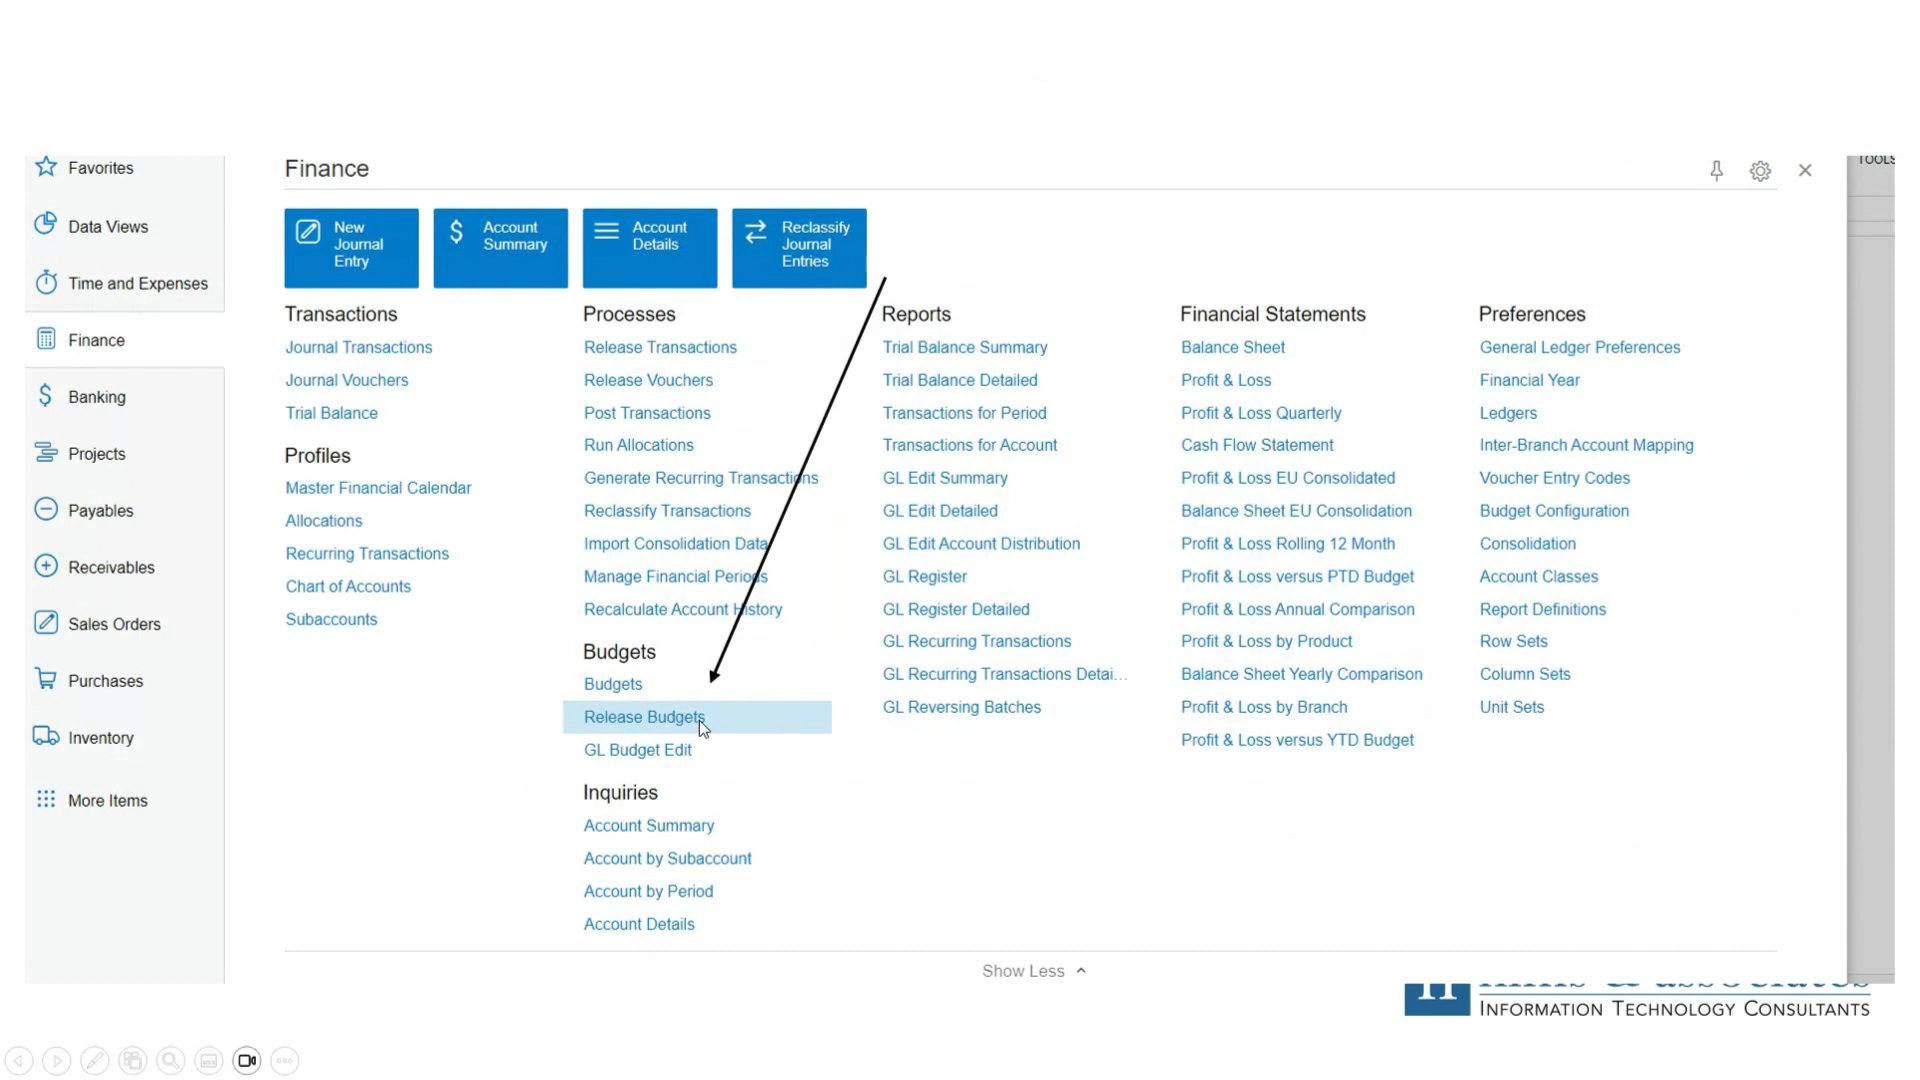 TOOLS
Favorites
Data Views
Time and Expenses
Finance
Banking
Projects
Payables
Receivables
Sales Orders
Purchases
Inventory
More Items
Finance
New
Journal
Entry
Account
Summary
Account
Details
Reclassify
Journal
Entries
Transactions
Journal Transactions
Journal Vouchers
Trial Balance
Profiles
Master Financial Calendar
Allocations
Recurring Transactions
Chart of Accounts
Subaccounts
Processes
Release Transactions
Release Vouchers
Post Transactions
Run Allocations
Generate Recurring Transactions
Reclassify Transactions
Import Consolidation Data
Manage Financial Periods
Recalculate Account History
Budgets
Budgets
Release Budgets
GL Budget Edit
Inquiries
Account Summary
Account by Subaccount
Account by Period
Account Details
Reports
Trial Balance Summary
Trial Balance Detailed
Transactions for Period
Transactions for Account
GL Edit Summary
GL Edit Detailed
GL Edit Account Distribution
GL Register
GL Register Detailed
GL Recurring Transactions
GL Recurring Transactions Detai...
GL Reversing Batches
Financial Statements
Balance Sheet
Profit & Loss
Profit & Loss Quarterly
Cash Flow Statement
Profit & Loss EU Consolidated
Balance Sheet EU Consolidation
Profit & Loss Rolling 12 Month
Profit & Loss versus PTD Budget
Profit & Loss Annual Comparison
Profit & Loss by Product
Balance Sheet Yearly Comparison
Profit & Loss by Branch
Profit & Loss versus YTD Budget
Preferences
General Ledger Preferences
Financial Year
Ledgers
Inter-Branch Account Mapping
Voucher Entry Codes
Budget Configuration
Consolidation
Account Classes
Report Definitions
Row Sets
Column Sets
Unit Sets
Show Less
INFORMATION TECHNOLOGY CONSULTANTS